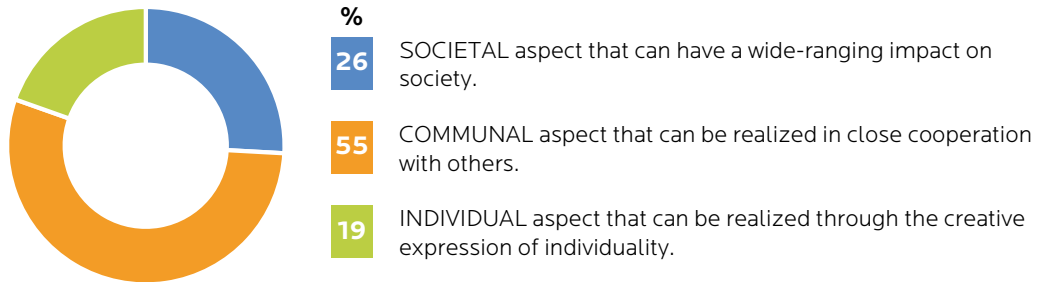 %
26 SOCIETAL aspect that can have a wide-ranging impact on
society.
55 COMMUNAL aspect that can be realized in close cooperation
with others.
19 INDIVIDUAL aspect that can be realized through the creative
expression of individuality.